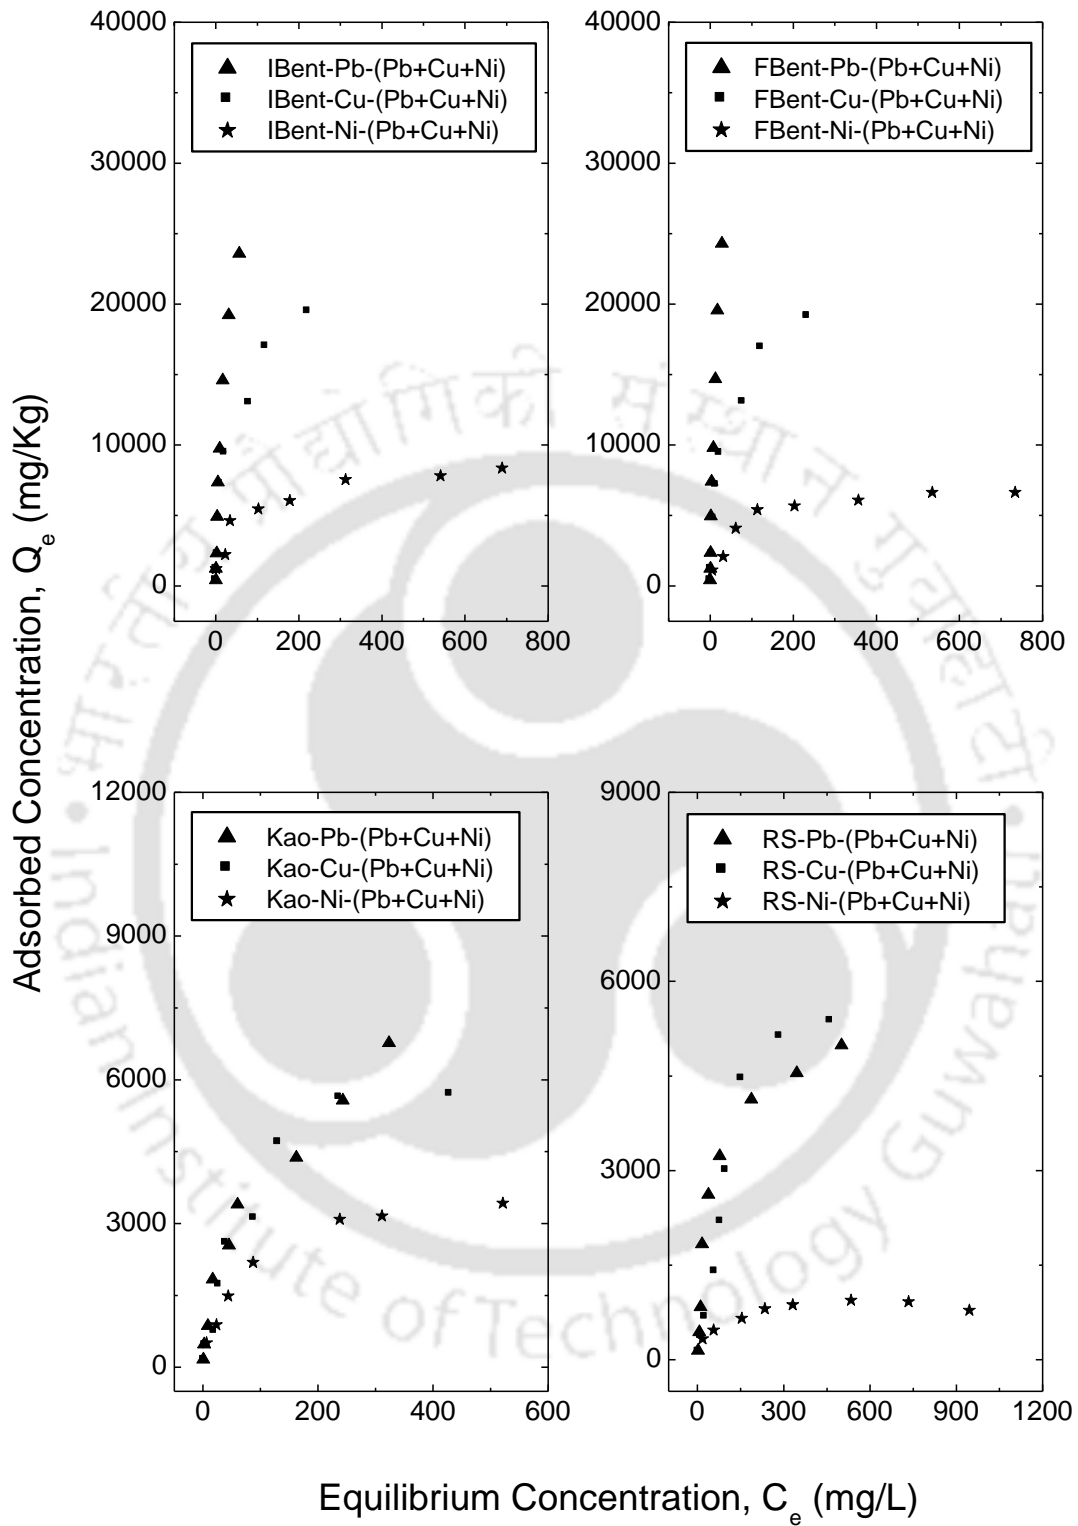 40000
30000
20000
10000
0
0 200 400 600 800
IBent-Pb-(Pb+Cu+Ni)
IBent-Cu-(Pb+Cu+Ni)
IBent-Ni-(Pb+Cu+Ni)
40000
30000
20000
10000
0
0 200 400 600 800
FBent-Pb-(Pb+Cu+Ni)
FBent-Cu-(Pb+Cu+Ni)
FBent-Ni-(Pb+Cu+Ni)
Adsorbed Concentration, Qe (mg/Kg)
12000
9000
6000
3000
0
0 200 400 600
Kao-Pb-(Pb+Cu+Ni)
Kao-Cu-(Pb+Cu+Ni)
Kao-Ni-(Pb+Cu+Ni)
9000
6000
3000
0
0 300 600 900 1200
RS-Pb-(Pb+Cu+Ni)
RS-Cu-(Pb+Cu+Ni)
RS-Ni-(Pb+Cu+Ni)
Equilibrium Concentration, Ce (mg/L)
भारतीय प्रौद्योगिकी संस्थान गुवाहाटी
Indian Institute of Technology Guwahati